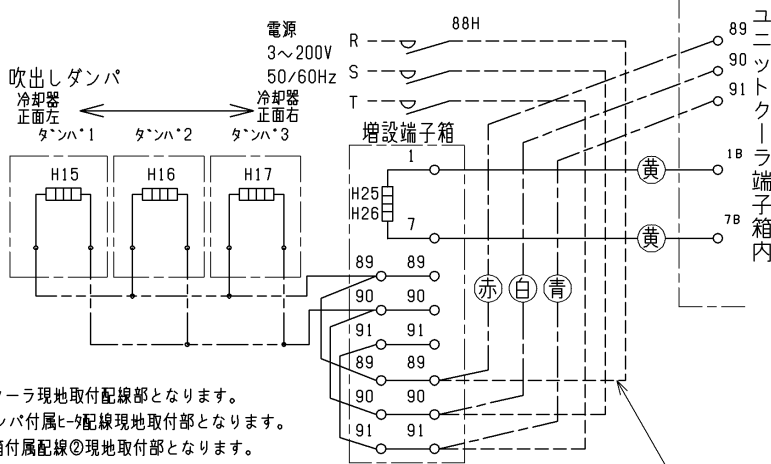 電源
3～200V
50/60Hz
R
S
T
88H
吹出しダンパ
冷却器
正面左
冷却器
正面右
ダンパ1
ダンパ2
ダンパ3
H15
H16
H17
増設端子箱
1
H25
H26
7
89 89
90 90
91 91
89 89
90 90
91 91
赤
白
青
黄
黄
89
90
91
1B
7B
ユニットクーラ端子箱内
ーラ現地取付配線部となります。
ンパ付属ヒータ配線現地取付部となります。
箱付属配線②現地取付部となります。